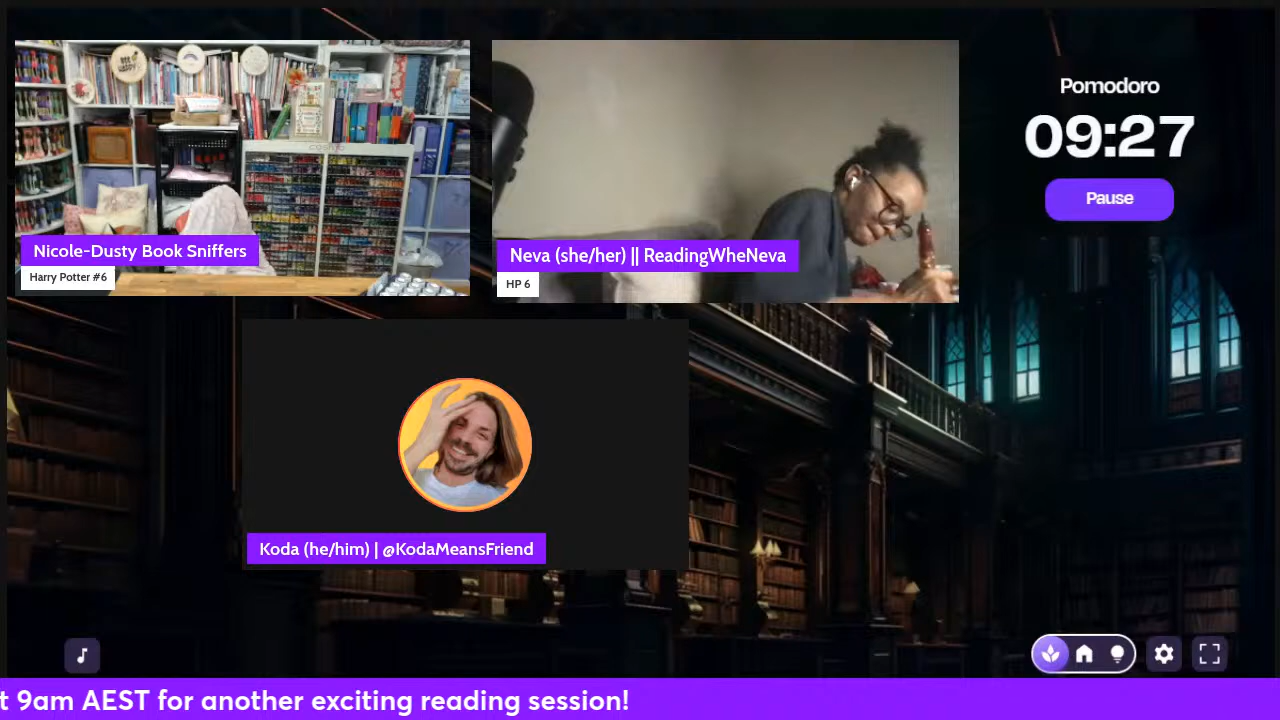 Pomodoro
09:27
Pause
Nicole-Dusty Book Sniffers
Harry Potter #6
Neva (she/her) || ReadingWheNeva
HP 6
Koda (he/him) | @KodaMeansFriend
t 9am AEST for another exciting reading session!